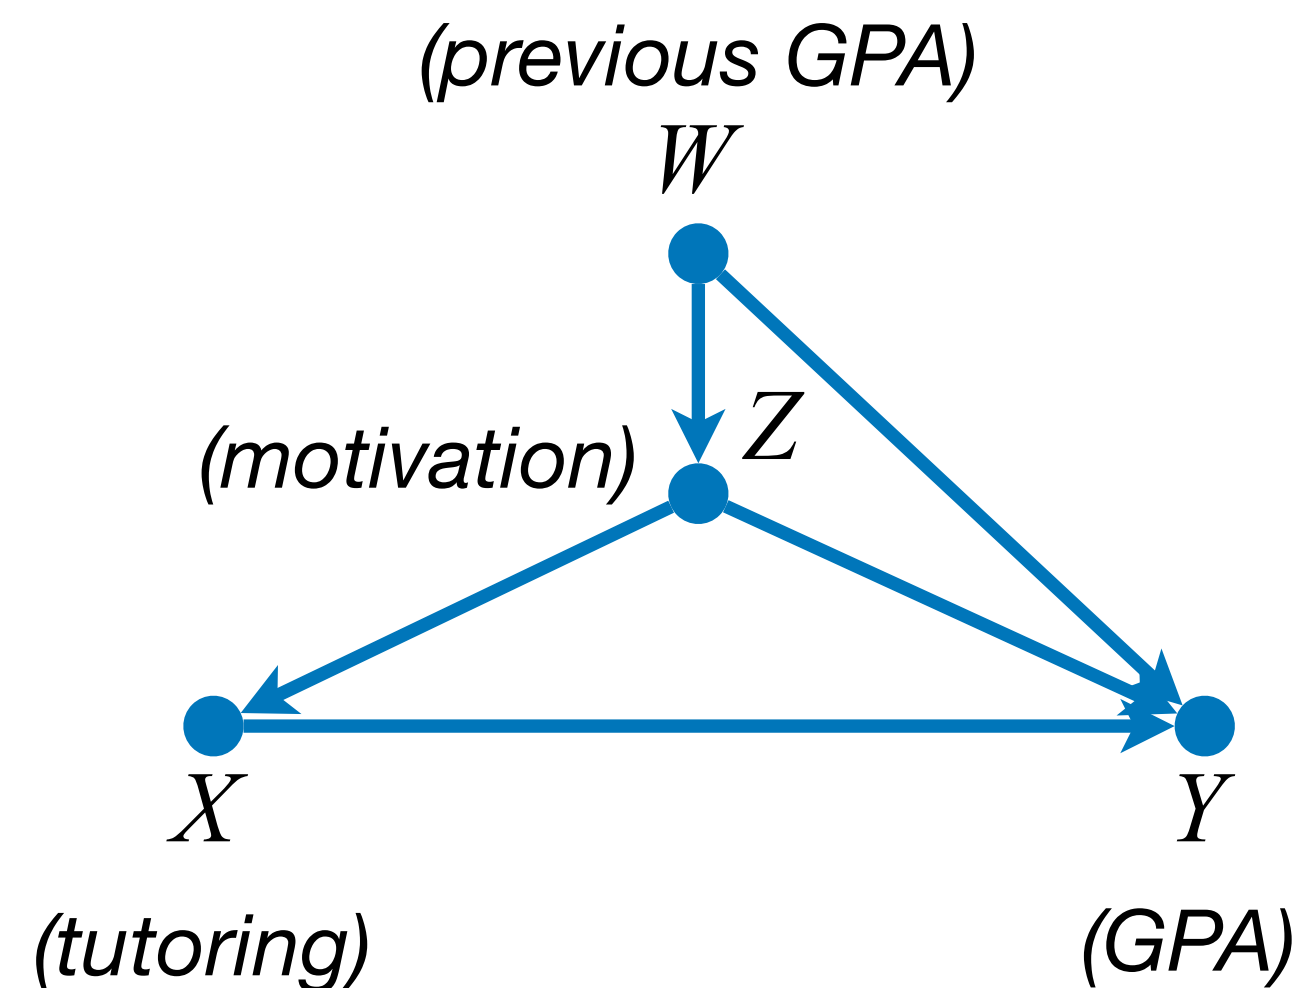 (previous GPA)
W
Z
(motivation)
X
Y
(tutoring)
(GPA)